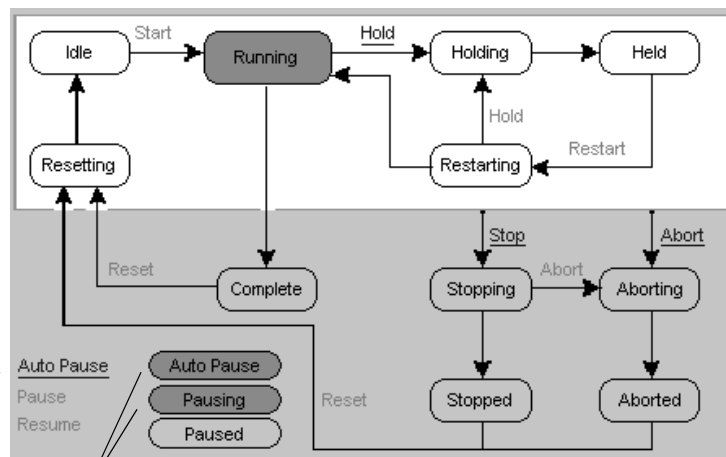 Start
Hold
Idle
Running
Holding
Held
Hold
Restart
Resetting
Restarting
Stop
Abort
Reset
Abort
Complete
Stopping
Aborting
Auto Pause
Auto Pause
Pause
Pausing
Reset
Stopped
Aborted
Resume
Paused